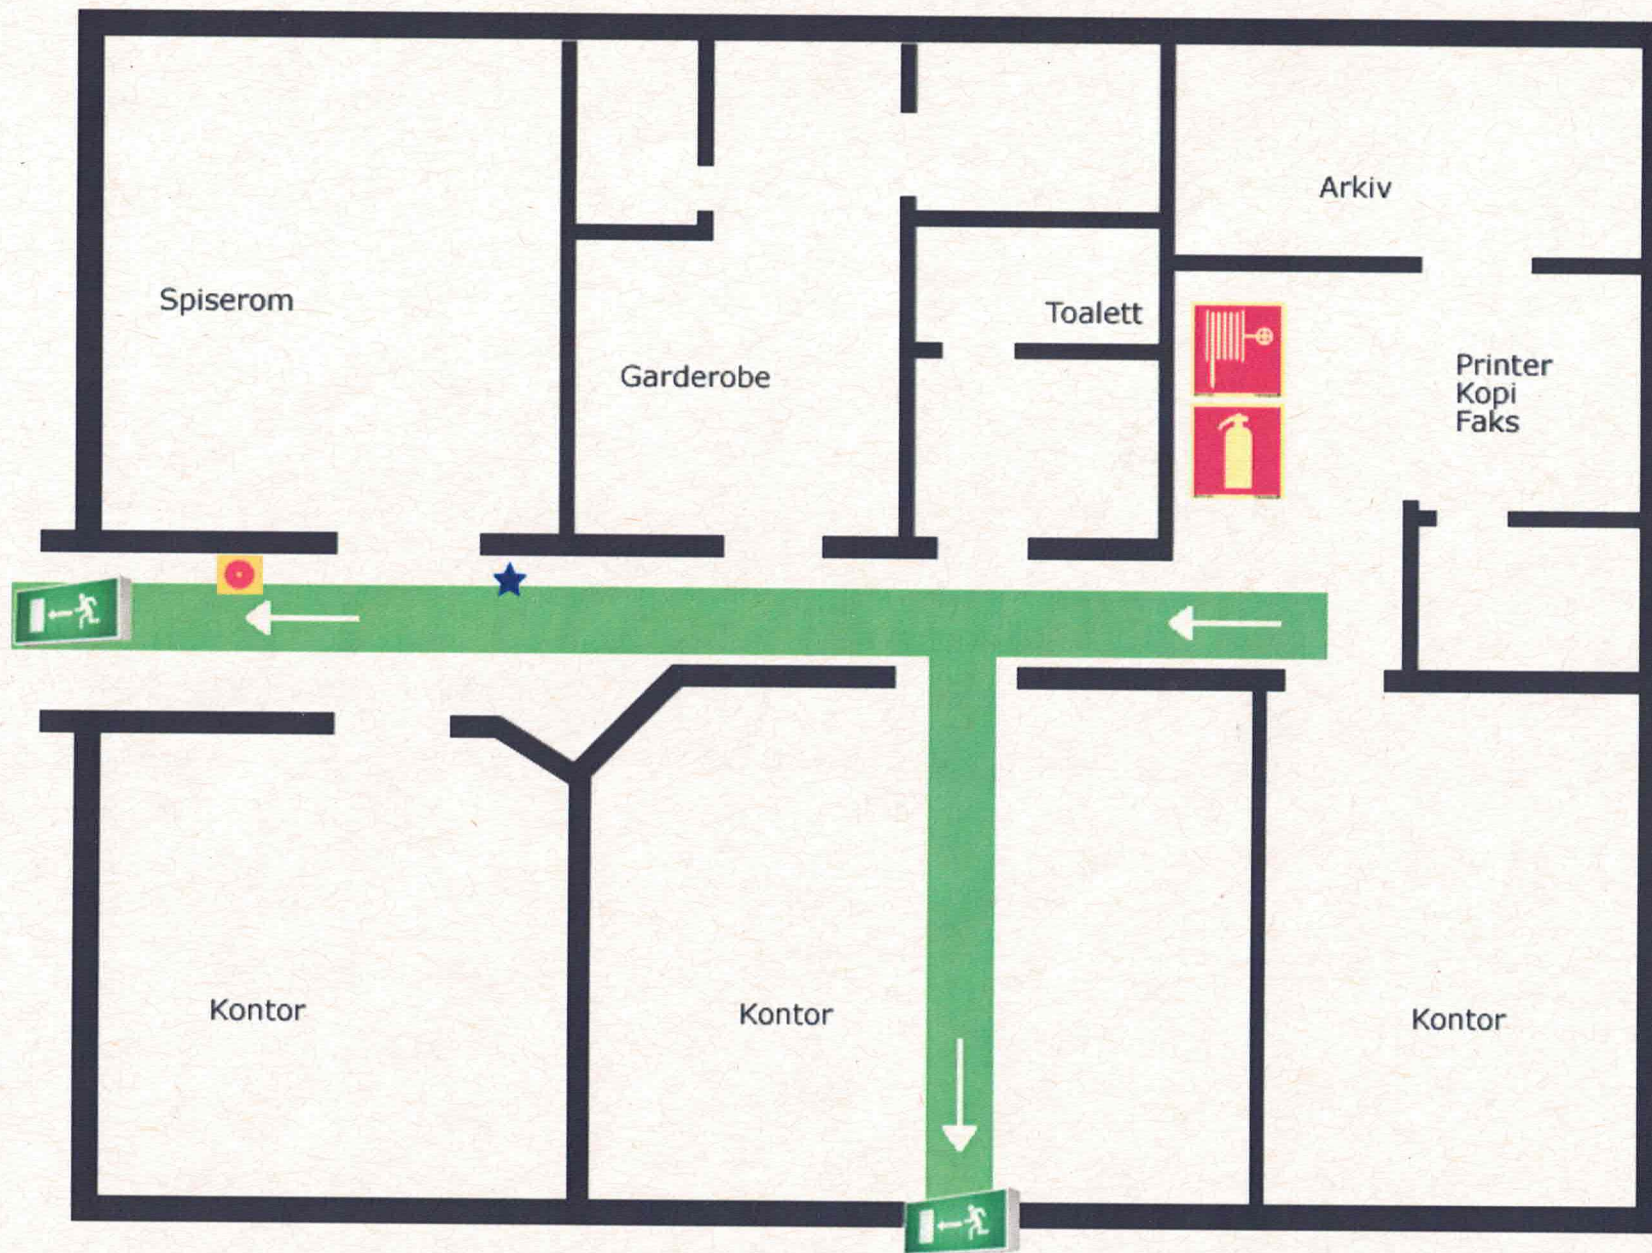 Arkiv
Spiserom
Toalett
Garderobe
Printer
Kopi
Faks
Kontor
Kontor
Kontor